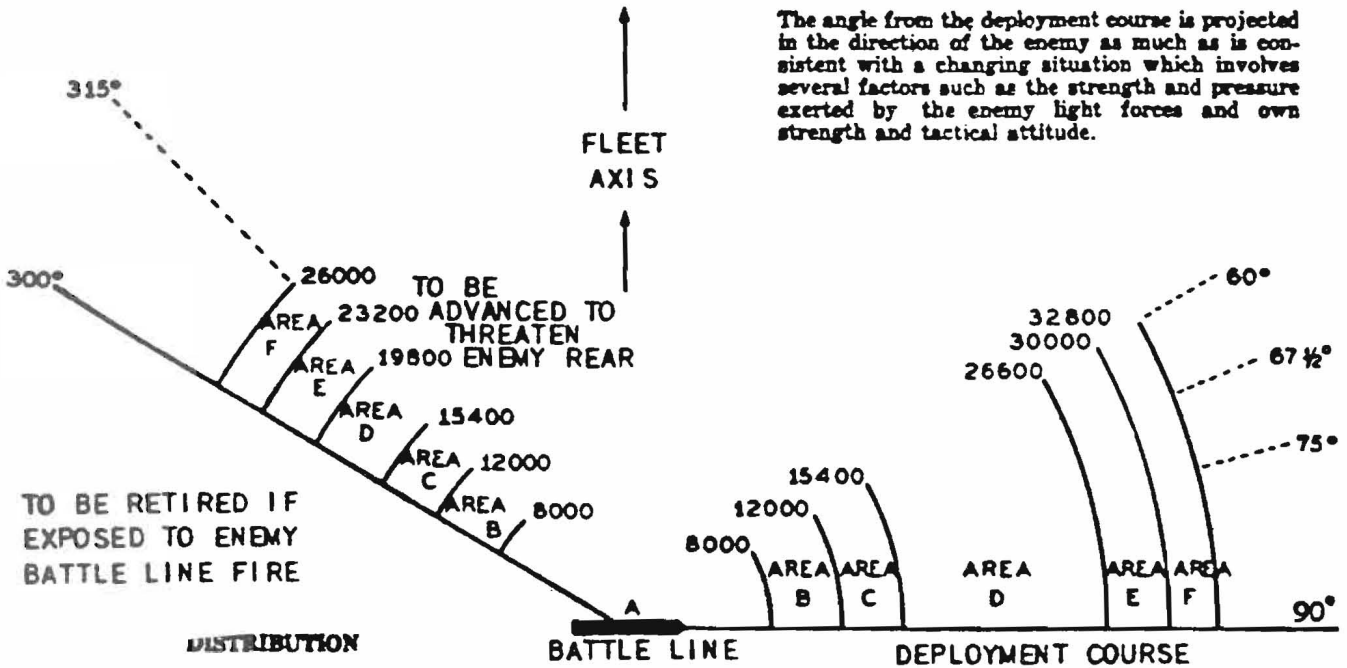 The angle from the deployment course is projected
in the direction of the enemy as much as is con-
sistent with a changing situation which involves
several factors such as the strength and pressure
exerted by the enemy light forces and own
strength and tactical attitude.
315°
FLEET
AXIS
300°
26000
TO BE
23200 ADVANCED TO
THREATEN
19800 ENEMY REAR
AREA
F
AREA
E
AREA
D
15400
AREA
C
12000
AREA
B
8000
60°
32800
30000
67 ½°
26600
75°
15400
12000
8000
AREA
B
AREA
C
AREA
D
AREA
E
AREA
F
90°
TO BE RETIRED IF
EXPOSED TO ENEMY
BATTLE LINE FIRE
A
DISTRIBUTION
BATTLE LINE
DEPLOYMENT COURSE